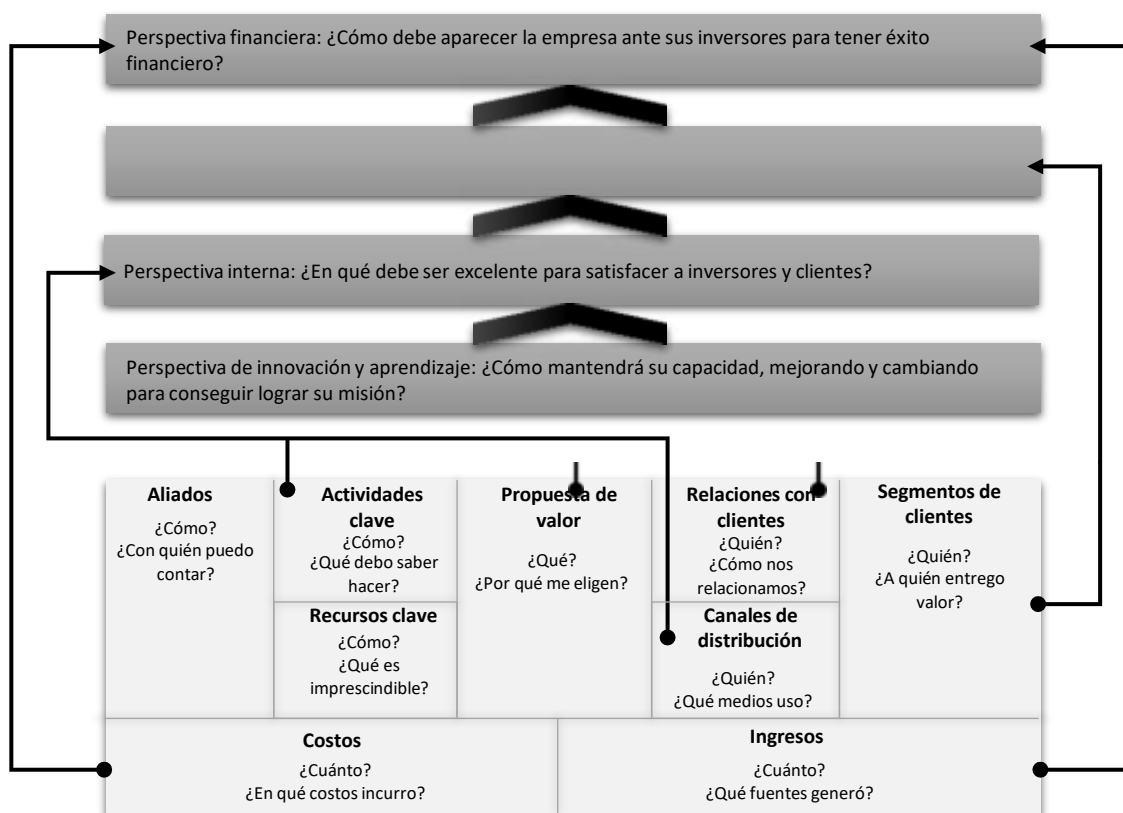 Perspectiva financiera: ¿Cómo debe aparecer la empresa ante sus inversores para tener éxito
financiero?
Perspectiva interna: ¿En qué debe ser excelente para satisfacer a inversores y clientes?
Perspectiva de innovación y aprendizaje: ¿Cómo mantendrá su capacidad, mejorando y cambiando
para conseguir lograr su misión?
Aliados
¿Cómo?
¿Con quién puedo
contar?
Actividades
clave
¿Cómo?
¿Qué debo saber
hacer?
Recursos clave
¿Cómo?
¿Qué es
imprescindible?
Propuesta de
valor
¿Qué?
¿Por qué me eligen?
Relaciones con
clientes
¿Quién?
¿Cómo nos
relacionamos?
Canales de
distribución
¿Quién?
¿Qué medios uso?
Segmentos de
clientes
¿Quién?
¿A quién entrego
valor?
Costos
¿Cuánto?
¿En qué costos incurro?
Ingresos
¿Cuánto?
¿Qué fuentes generó?